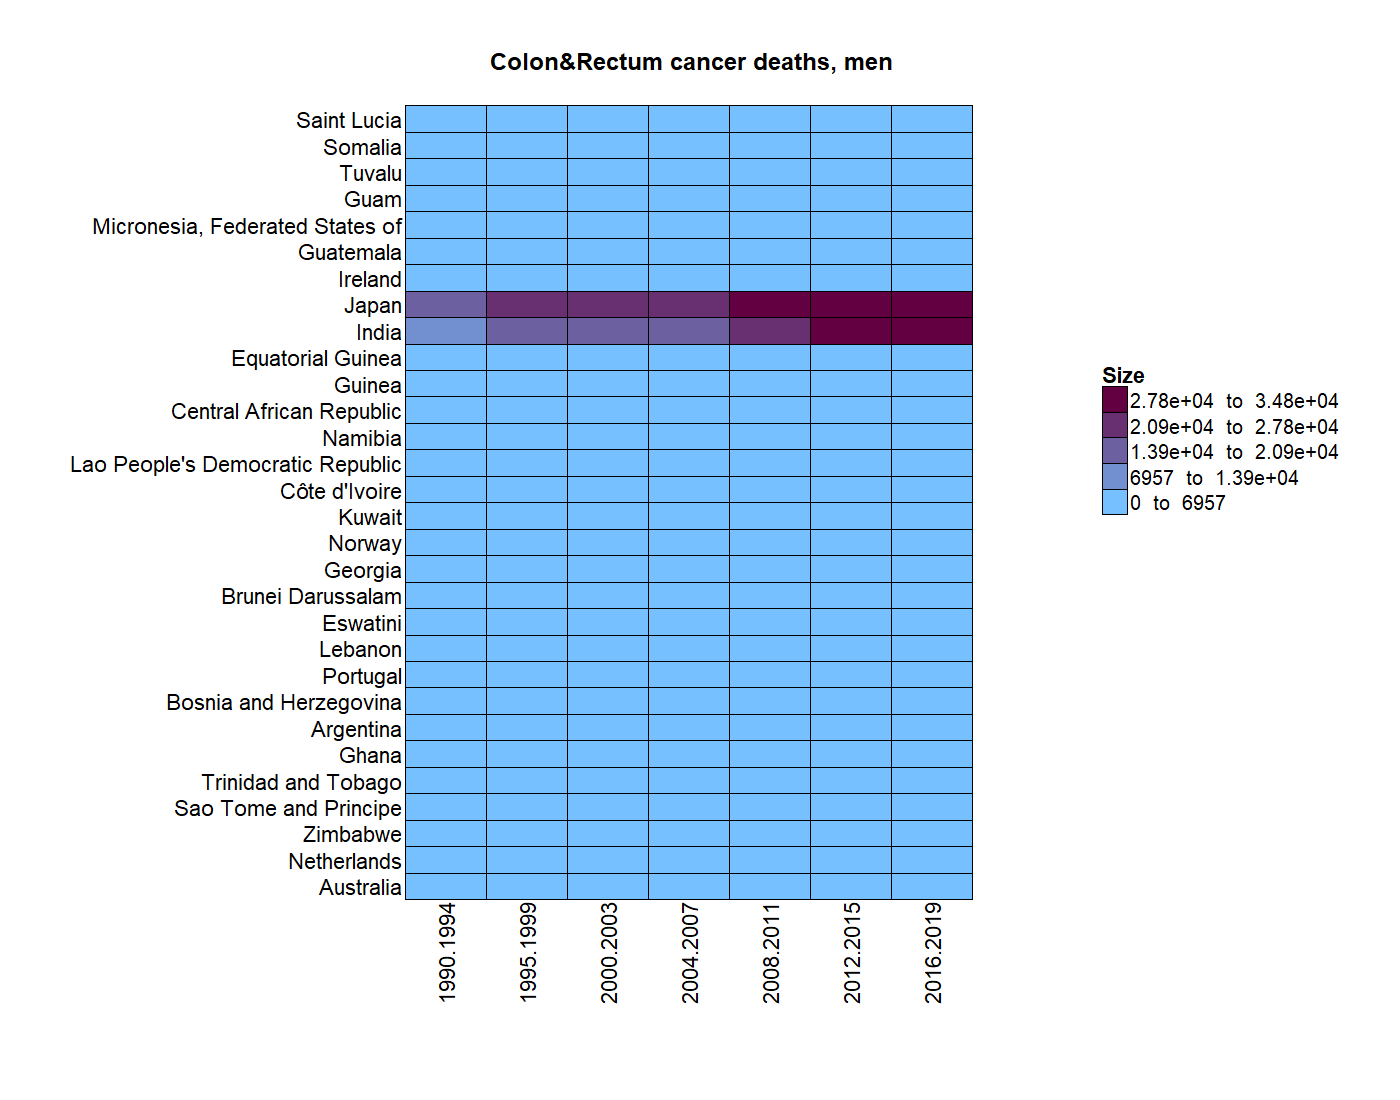 Colon&Rectum cancer deaths, men
Saint Lucia
Somalia
Tuvalu
Guam
Micronesia, Federated States of
Guatemala
Ireland
Japan
India
Equatorial Guinea
Guinea
Central African Republic
Namibia
Lao People's Democratic Republic
Côte d'Ivoire
Kuwait
Norway
Georgia
Brunei Darussalam
Eswatini
Lebanon
Portugal
Bosnia and Herzegovina
Argentina
Ghana
Trinidad and Tobago
Sao Tome and Principe
Zimbabwe
Netherlands
Australia
1990.1994
1995.1999
2000.2003
2004.2007
2008.2011
2012.2015
2016.2019
Size
2.78e+04 to 3.48e+04
2.09e+04 to 2.78e+04
1.39e+04 to 2.09e+04
6957 to 1.39e+04
0 to 6957